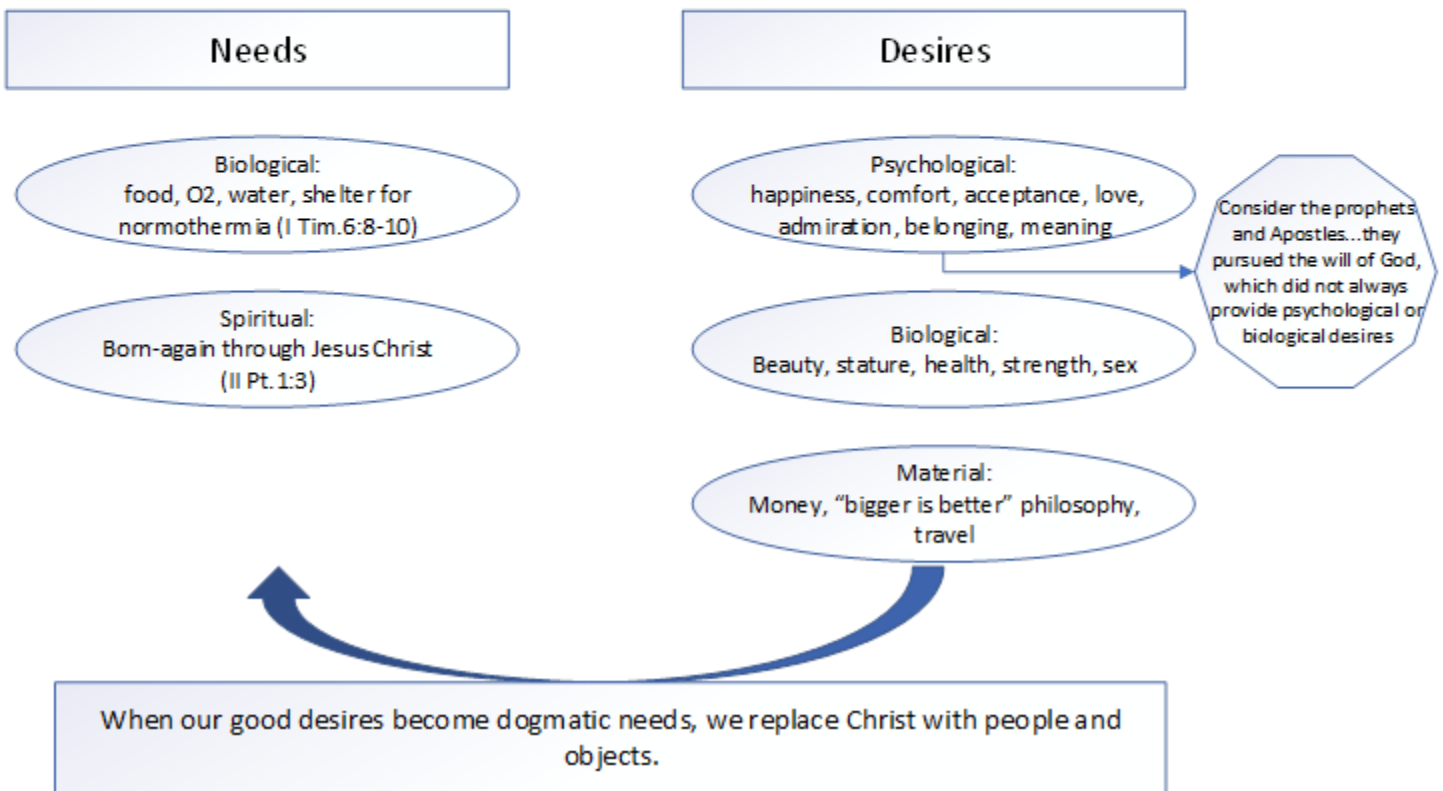 Needs
Desires
Biological:
food, O2, water, shelter for
normothermia (I Tim.6:8-10)
Spiritual:
Born-again through Jesus Christ
(II Pt. 1:3)
Psychological:
happiness, comfort, acceptance, love,
admiration, belonging, meaning
Consider the prophets
and Apostles...they
pursued the will of God,
which did not always
provide psychological or
biological desires
Biological:
Beauty, stature, health, strength, sex
Material:
Money, “bigger is better” philosophy,
travel
When our good desires become dogmatic needs, we replace Christ with people and
objects.